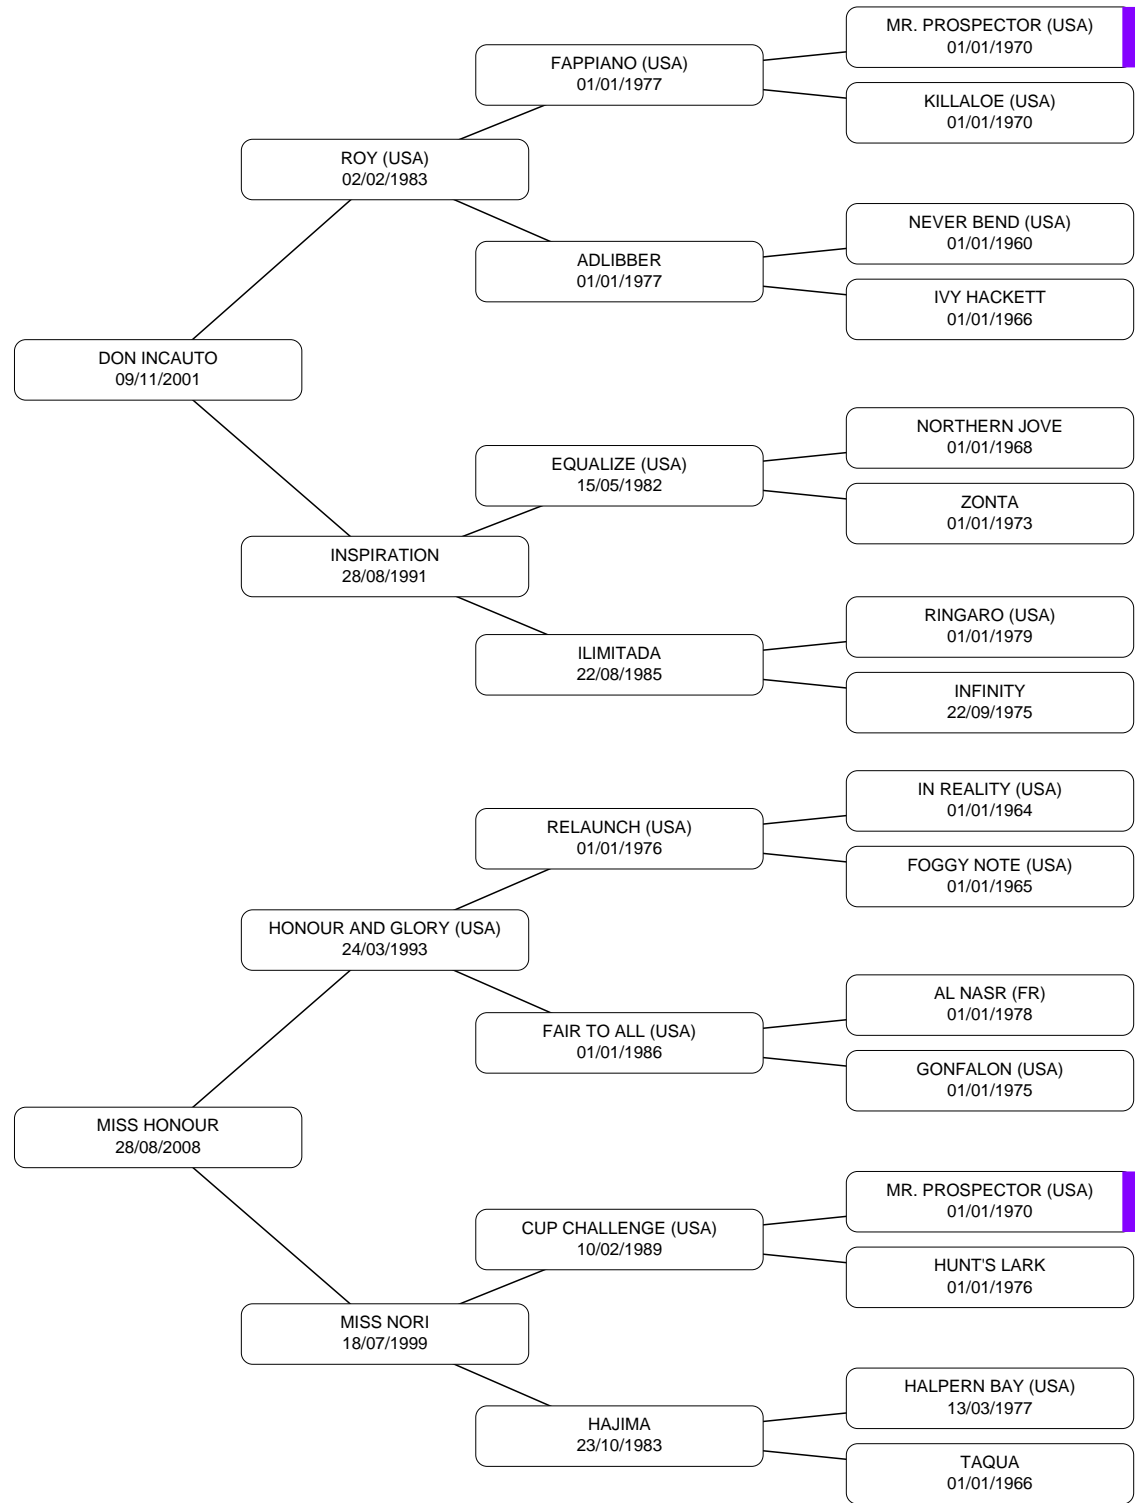 MR. PROSPECTOR (USA)
01/01/1970
FAPPIANO (USA)
01/01/1977
KILLALOE (USA)
01/01/1970
ROY (USA)
02/02/1983
NEVER BEND (USA)
01/01/1960
ADLIBBER
01/01/1977
IVY HACKETT
01/01/1966
DON INCAUTO
09/11/2001
NORTHERN JOVE
01/01/1968
EQUALIZE (USA)
15/05/1982
ZONTA
01/01/1973
INSPIRATION
28/08/1991
RINGARO (USA)
01/01/1979
ILIMITADA
22/08/1985
INFINITY
22/09/1975
IN REALITY (USA)
01/01/1964
RELAUNCH (USA)
01/01/1976
FOGGY NOTE (USA)
01/01/1965
HONOUR AND GLORY (USA)
24/03/1993
AL NASR (FR)
01/01/1978
FAIR TO ALL (USA)
01/01/1986
GONFALON (USA)
01/01/1975
MISS HONOUR
28/08/2008
MR. PROSPECTOR (USA)
01/01/1970
CUP CHALLENGE (USA)
10/02/1989
HUNT'S LARK
01/01/1976
MISS NORI
18/07/1999
HALPERN BAY (USA)
13/03/1977
HAJIMA
23/10/1983
TAQUA
01/01/1966